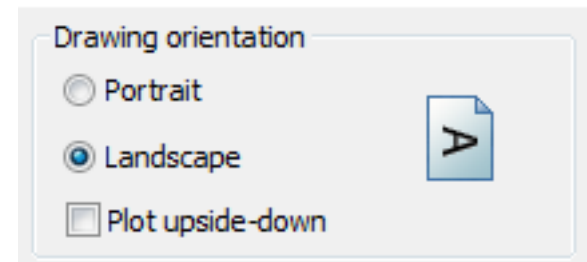 Drawing orientation
Portrait
Landscape
A
Plot upside-down